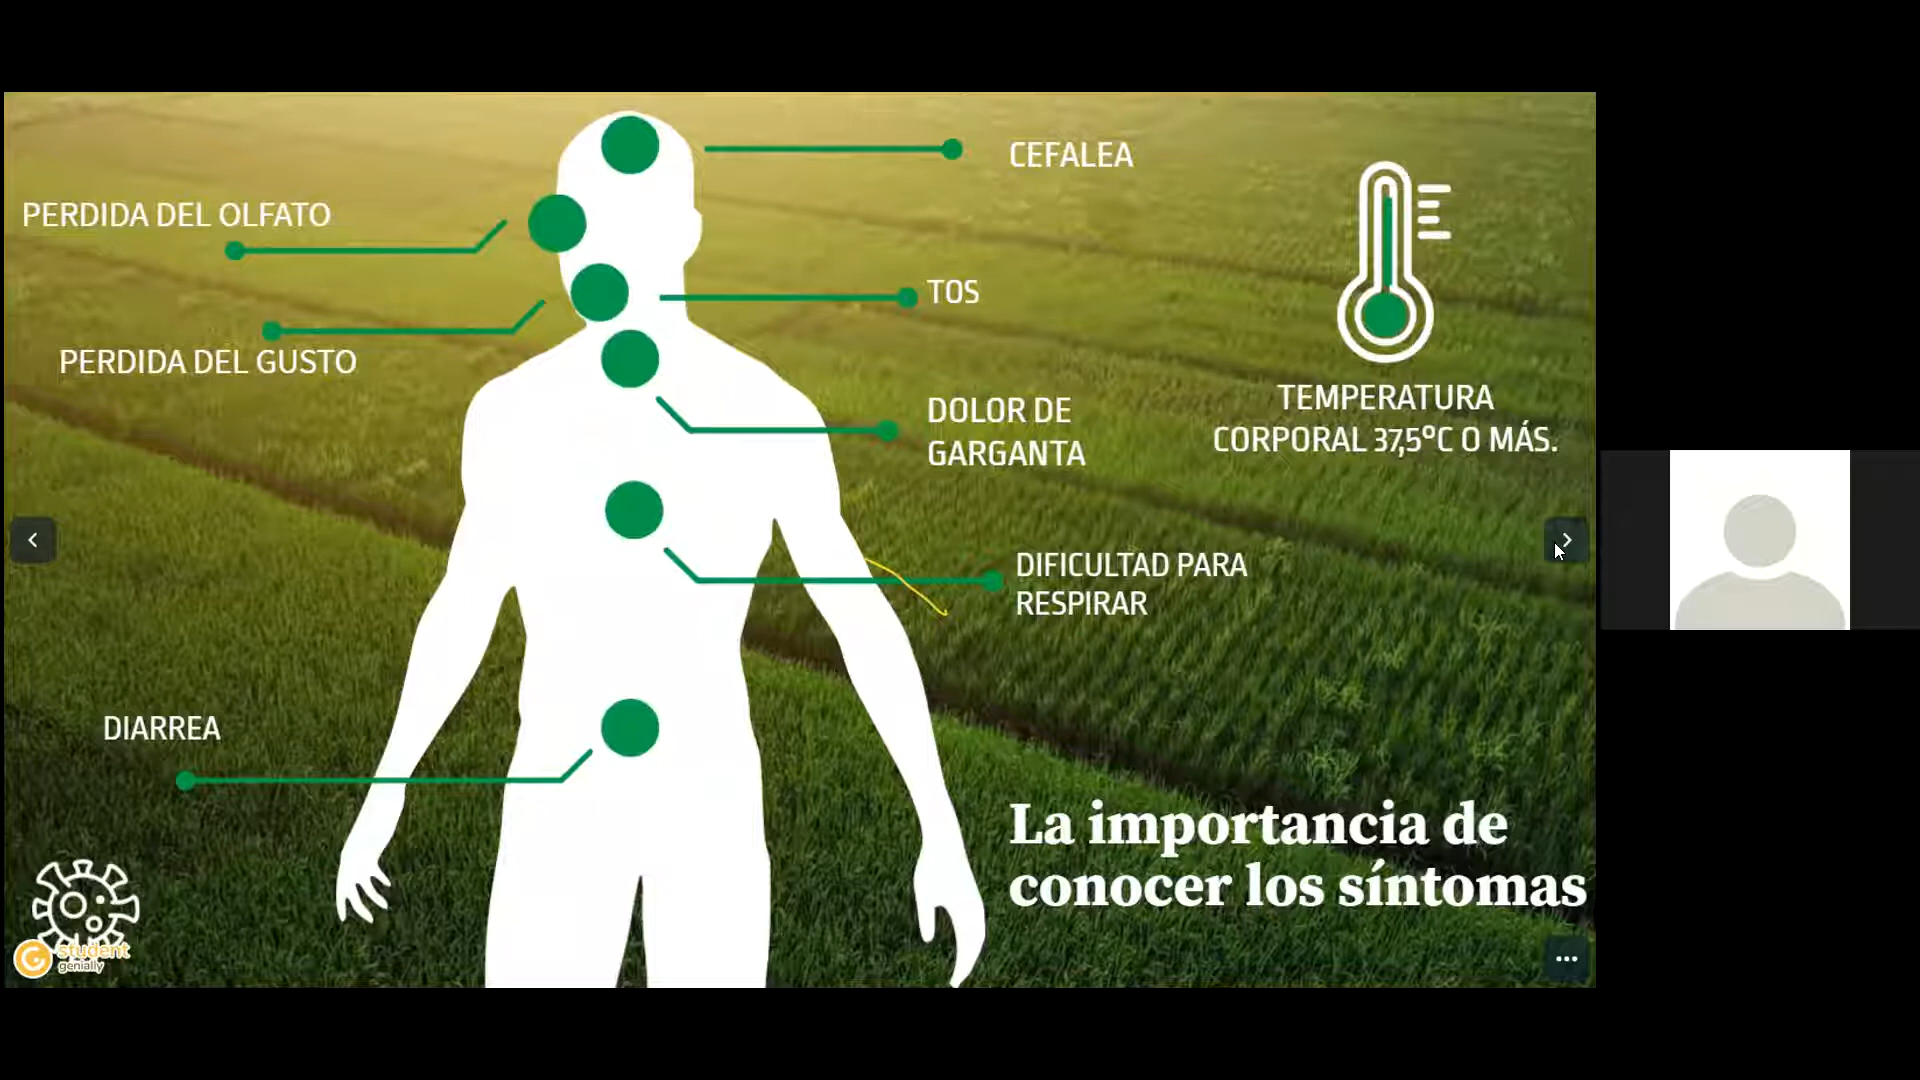 CEFALEA
PERDIDA DEL OLFATO
TOS
PERDIDA DEL GUSTO
TEMPERATURA
CORPORAL 37,5ºC O MÁS.
DOLOR DE
GARGANTA
DIFICULTAD PARA
RESPIRAR
DIARREA
La importancia de
conocer los síntomas
student
genially